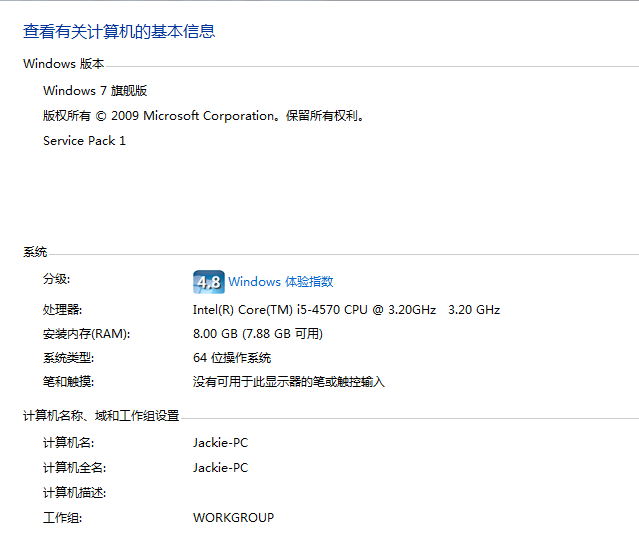 查看有关计算机的基本信息
Windows 版本
Windows 7 旗舰版
版权所有 © 2009 Microsoft Corporation。保留所有权利。
Service Pack 1
系统
分级: 4.8 Windows 体验指数
处理器: Intel(R) Core(TM) i5-4570 CPU @ 3.20GHz 3.20 GHz
安装内存(RAM): 8.00 GB (7.88 GB 可用)
系统类型: 64 位操作系统
笔和触摸: 没有可用于此显示器的笔或触控输入
计算机名称、域和工作组设置
计算机名: Jackie-PC
计算机全名: Jackie-PC
计算机描述:
工作组: WORKGROUP